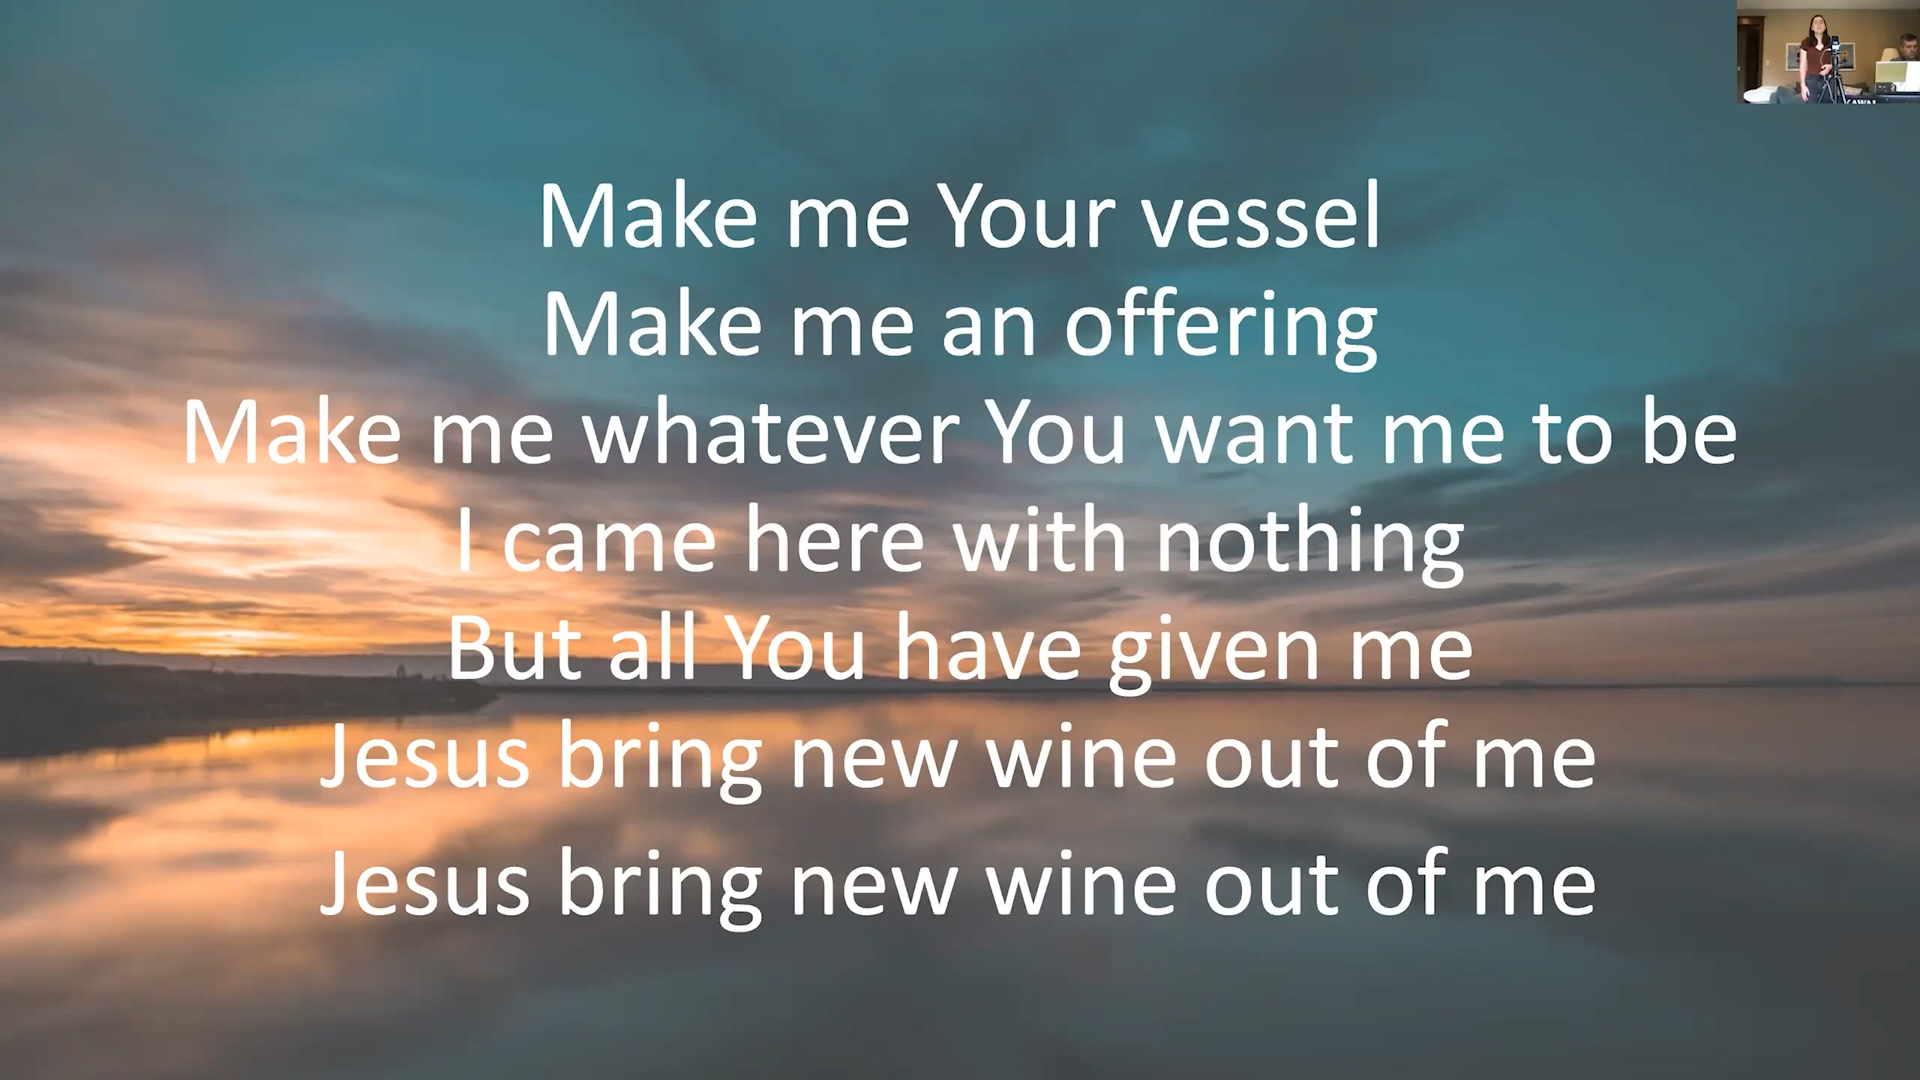 Make me Your vessel
Make me an offering
Make me whatever You want me to be
I came here with nothing
But all You have given me
Jesus bring new wine out of me
Jesus bring new wine out of me
KAWAI